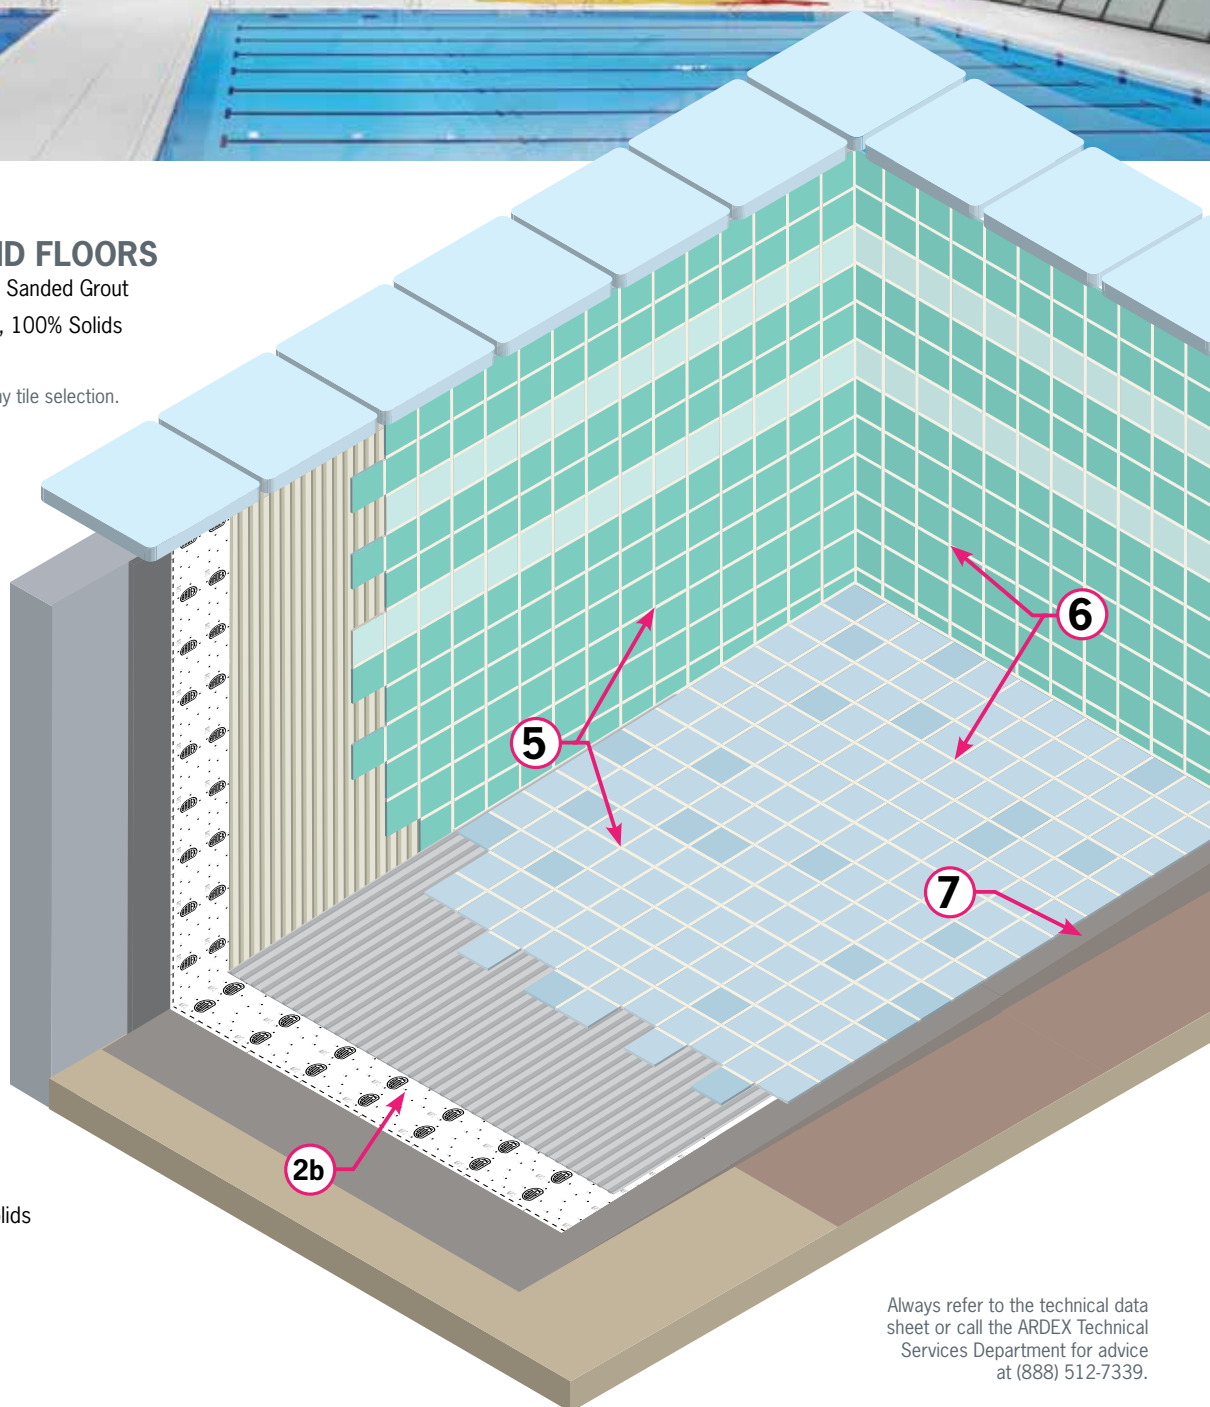 ID FLOORS
Sanded Grout
, 100% Solids
y tile selection.
5
6
7
2b
lids
Always refer to the technical data
sheet or call the ARDEX Technical
Services Department for advice
at (888) 512-7339.